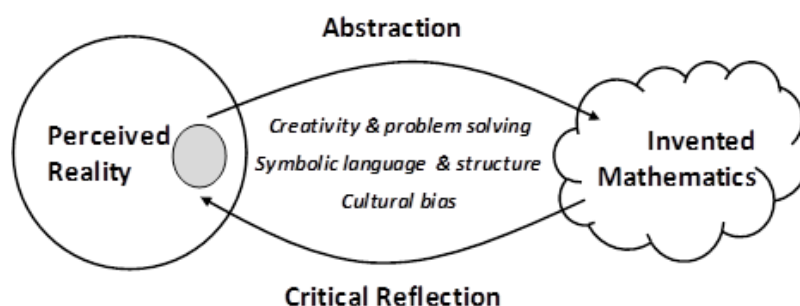 Abstraction
Perceived
Reality
Creativity & problem solving
Symbolic language & structure
Cultural bias
Invented
Mathematics
Critical Reflection